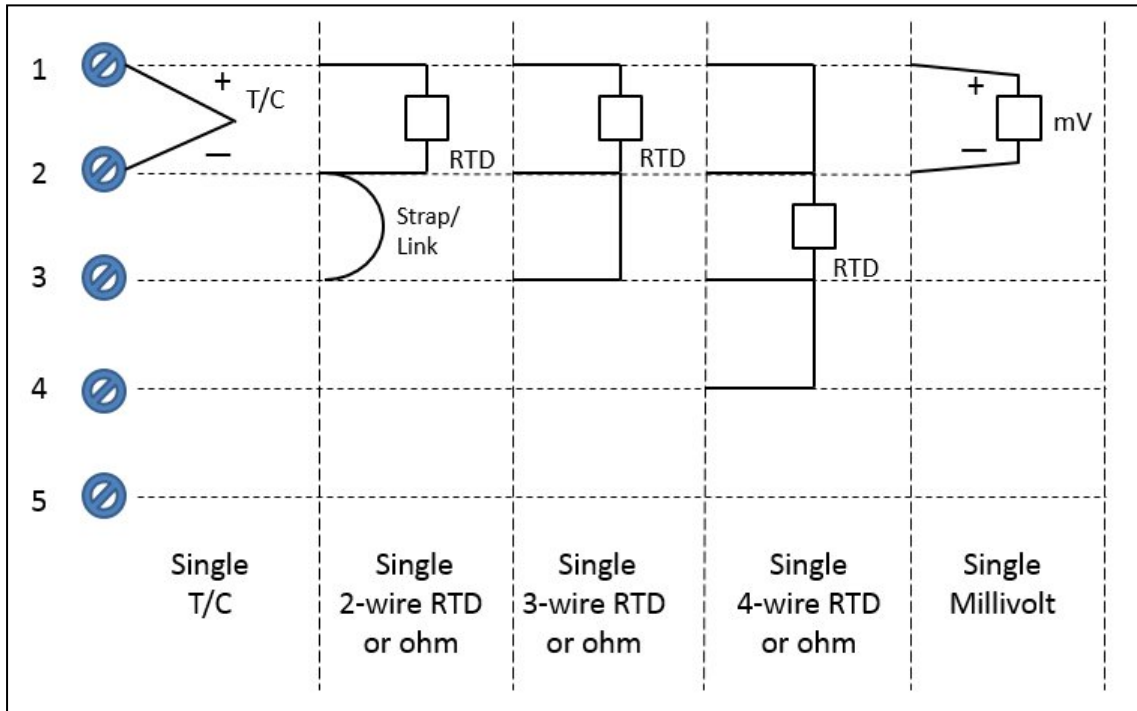 1
+
T/C
−
2
RTD
Strap/
Link
RTD
RTD
+
−
mV
3
4
5
Single
T/C
Single
2-wire RTD
or ohm
Single
3-wire RTD
or ohm
Single
4-wire RTD
or ohm
Single
Millivolt